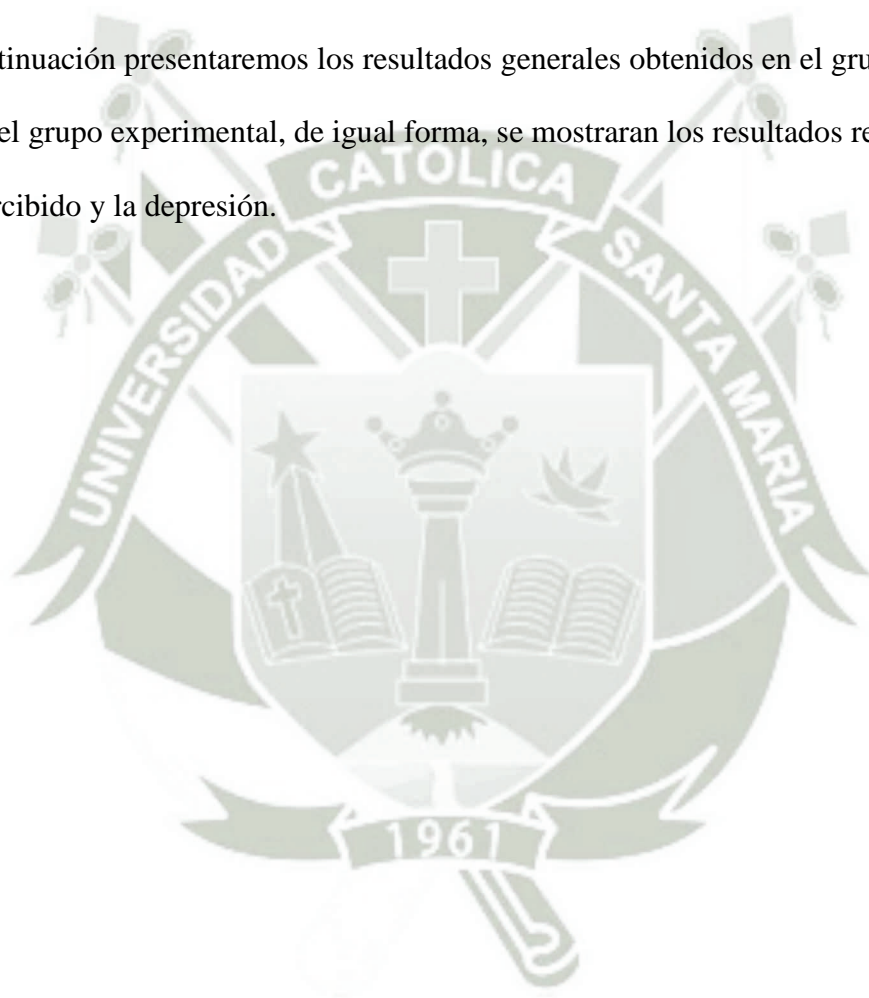 tinuación presentaremos los resultados generales obtenidos en el gru
el grupo experimental, de igual forma, se mostraran los resultados re
rcibido y la depresión.
CATOLICA
UNIVERSIDAD
SANTA MARIA
1961